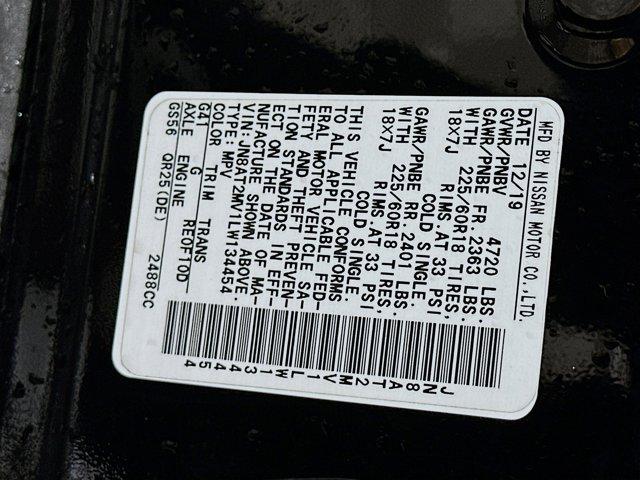 MFD BY NISSAN MOTOR CO.,LTD.
DATE 12/19
GVWR/PNBV 4720 LBS.
GAWR/PNBE FR.2363 LBS.
WITH 225/60R18 TIRES,
18X7J RIMS.AT 33 PSI
COLD SINGLE.
GAWR/PNBE RR.2401 LBS.
WITH 225/60R18 TIRES,
18X7J RIMS.AT 33 PSI,
COLD SINGLE.
THIS VEHICLE CONFORMS
TO ALL APPLICABLE FED-
ERAL MOTOR VEHICLE SA-
FETY AND THEFT PREVEN-
TION STANDARDS IN EFF-
ECT ON THE DATE OF MA-
NUFACTURE SHOWN ABOVE.
VIN:JN8AT2MV1LW134454
TYPE:MPV
COLOR TRIM TRANS
G41 G RE0F10D
AXLE ENGINE
GS56 QR25(DE) 2488CC
JN8AT2MV1LW134454